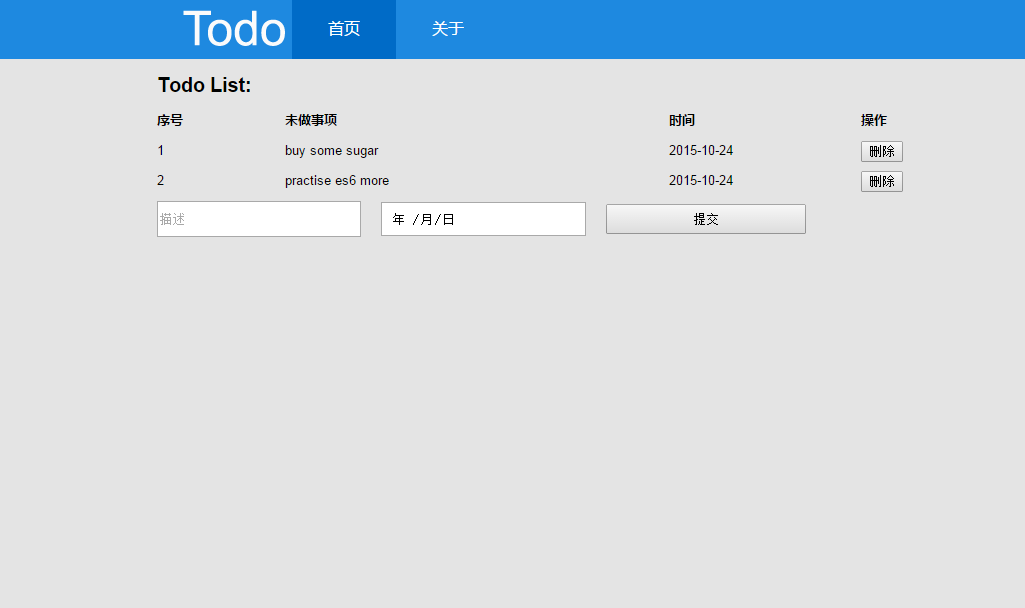 Todo 首页 关于
Todo List:
序号 未做事项 时间 操作
1 buy some sugar 2015-10-24 删除
2 practise es6 more 2015-10-24 删除
描述 年 /月/日 提交